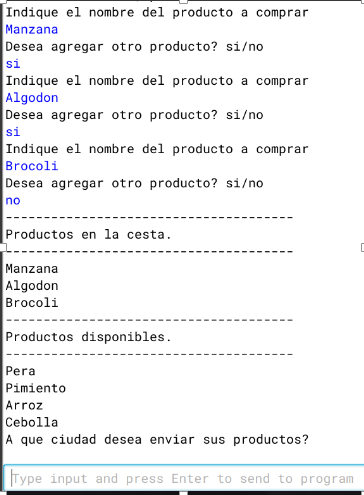 Indique el nombre del producto a comprar
Manzana
Desea agregar otro producto? si/no
si
Indique el nombre del producto a comprar
Algodon
Desea agregar otro producto? si/no
si
Indique el nombre del producto a comprar
Brocoli
Desea agregar otro producto? si/no
no
--------------------------------------
Productos en la cesta.
--------------------------------------
Manzana
Algodon
Brocoli
--------------------------------------
Productos disponibles.
--------------------------------------
Pera
Pimiento
Arroz
Cebolla
A que ciudad desea enviar sus productos?
Type input and press Enter to send to program